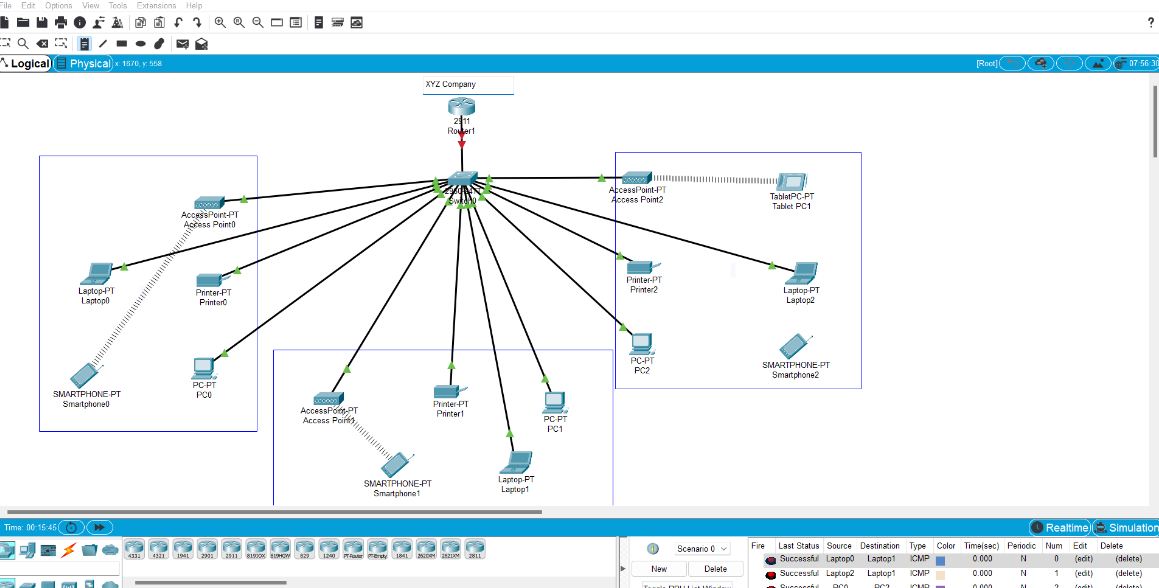 File Edit Options View Tools Extensions Help
?
Logical Physical x: 1670, y: 558 [Root] 07:56:30
XYZ Company
2911
Router1
Switch0
AccessPoint-PT
Access Point0
Laptop-PT
Laptop0
Printer-PT
Printer0
SMARTPHONE-PT
Smartphone0
PC-PT
PC0
AccessPoint-PT
Access Point1
Printer-PT
Printer1
PC-PT
PC1
SMARTPHONE-PT
Smartphone1
Laptop-PT
Laptop1
AccessPoint-PT
Access Point2
TabletPC-PT
Tablet PC1
Printer-PT
Printer2
Laptop-PT
Laptop2
PC-PT
PC2
SMARTPHONE-PT
Smartphone2
Time: 00:15:45 Realtime Simulation
4331 4321 1941 2901 2911 819IOX 819HGW 829 1240 PT-Router PT-Empty 1841 2620XM 2621XM 2811
Scenario 0
New Delete
Toggle PDU List Window
Fire Last Status Source Destination Type Color Time(sec) Periodic Num Edit Delete
Successful Laptop0 Laptop1 ICMP 0.000 N 0 (edit) (delete)
Successful Laptop2 Laptop1 ICMP 0.000 N 1 (edit) (delete)
Successful PC0 PC2 ICMP 0.000 N 2 (edit) (delete)